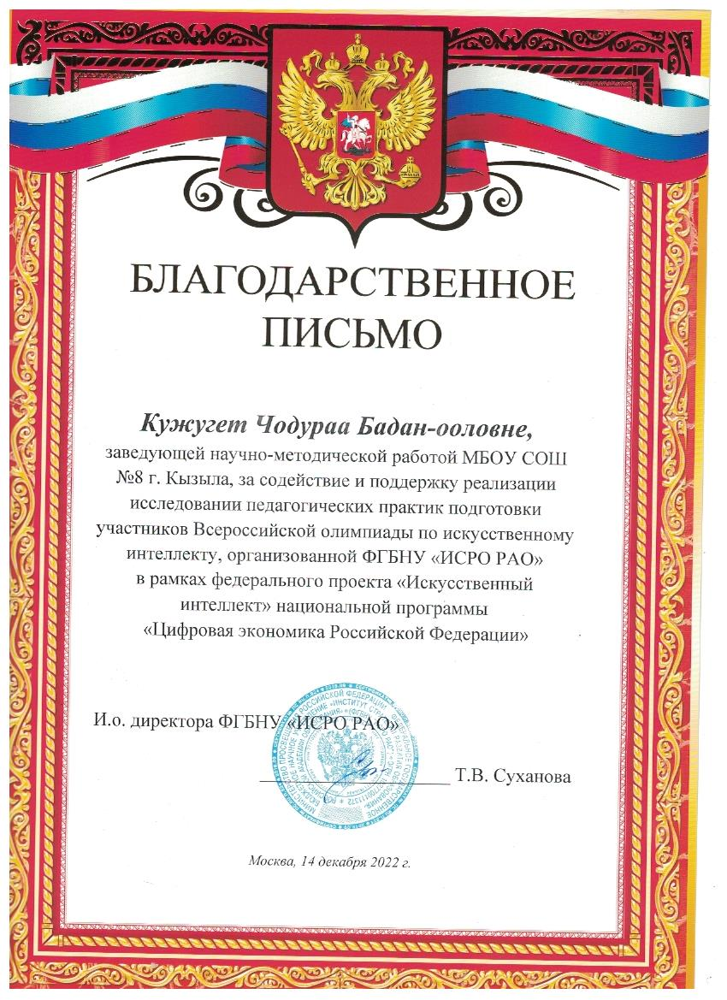 БЛАГОДАРСТВЕННОЕ
ПИСЬМО
Кужугет Чодураа Бадан-ооловне,
заведующей научно-методической работой МБОУ СОШ
№8 г. Кызыла, за содействие и поддержку реализации
исследовании педагогических практик подготовки
участников Всероссийской олимпиады по искусственному
интеллекту, организованной ФГБНУ «ИСРО РАО»
в рамках федерального проекта «Искусственный
интеллект» национальной программы
«Цифровая экономика Российской Федерации»
И.о. директора ФГБНУ «ИСРО РАО»
Т.В. Суханова
Москва, 14 декабря 2022 г.